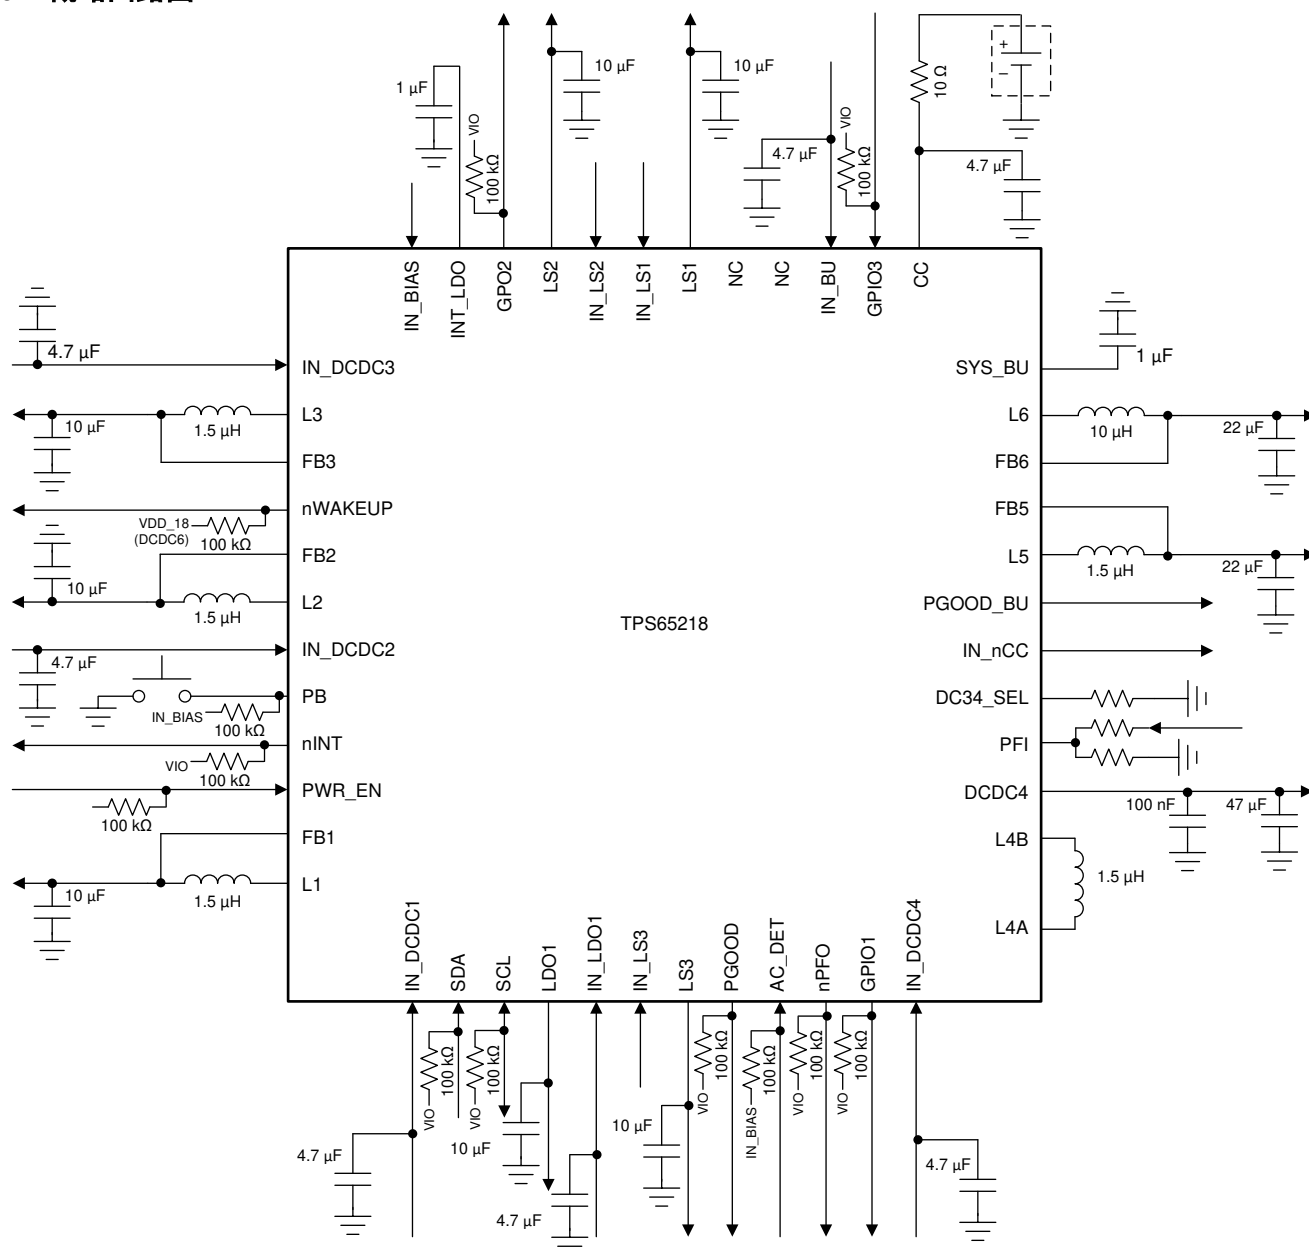 10 µF
10 µF
+
–
10 Ω
1 µF
VIO
100 kΩ
VIO
100 kΩ
4.7 µF
4.7 µF
IN_BIAS
INT_LDO
GPO2
LS2
IN_LS2
IN_LS1
LS1
NC
NC
IN_BU
GPIO3
CC
4.7 µF
IN_DCDC3
SYS_BU
1 µF
L3
10 µF
1.5 µH
L6
10 µH
22 µF
FB3
FB6
nWAKEUP
VDD_18
(DCDC6)
100 kΩ
FB5
FB2
L5
1.5 µH
22 µF
10 µF
L2
1.5 µH
PGOOD_BU
TPS65218
IN_DCDC2
4.7 µF
IN_nCC
PB
IN_BIAS
100 kΩ
DC34_SEL
nINT
VIO
100 kΩ
PFI
PWR_EN
100 kΩ
DCDC4
100 nF
47 µF
FB1
L4B
L1
10 µF
1.5 µH
1.5 µH
L4A
IN_DCDC1
SDA
SCL
LDO1
IN_LDO1
IN_LS3
LS3
PGOOD
AC_DET
nPFO
GPIO1
IN_DCDC4
100 kΩ
VIO
100 kΩ
VIO
100 kΩ
VIO
100 kΩ
IN_BIAS
100 kΩ
VIO
100 kΩ
VIO
4.7 µF
10 µF
4.7 µF
10 µF
4.7 µF